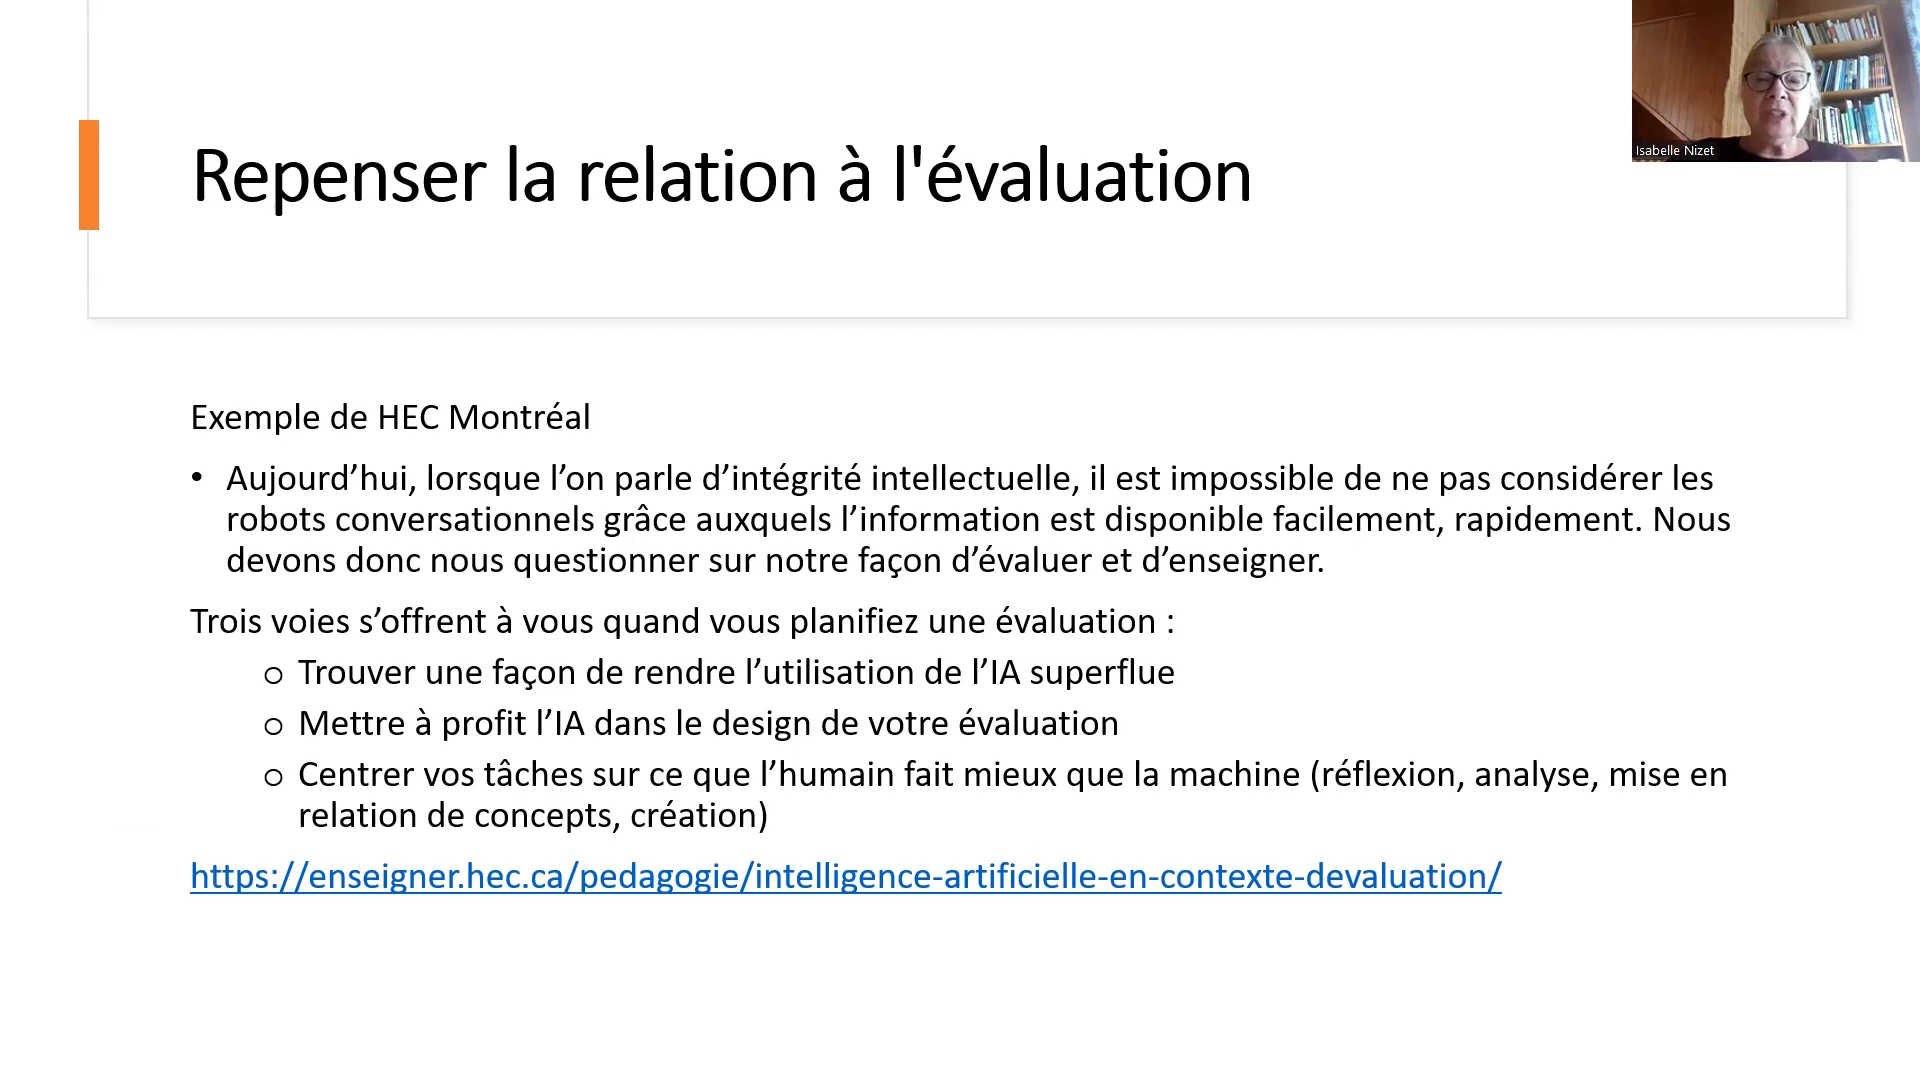 Isabelle Nizet
Repenser la relation à l'évaluation
Exemple de HEC Montréal
• Aujourd’hui, lorsque l’on parle d’intégrité intellectuelle, il est impossible de ne pas considérer les
robots conversationnels grâce auxquels l’information est disponible facilement, rapidement. Nous
devons donc nous questionner sur notre façon d’évaluer et d’enseigner.
Trois voies s’offrent à vous quand vous planifiez une évaluation :
o Trouver une façon de rendre l’utilisation de l’IA superflue
o Mettre à profit l’IA dans le design de votre évaluation
o Centrer vos tâches sur ce que l’humain fait mieux que la machine (réflexion, analyse, mise en
relation de concepts, création)
https://enseigner.hec.ca/pedagogie/intelligence-artificielle-en-contexte-devaluation/